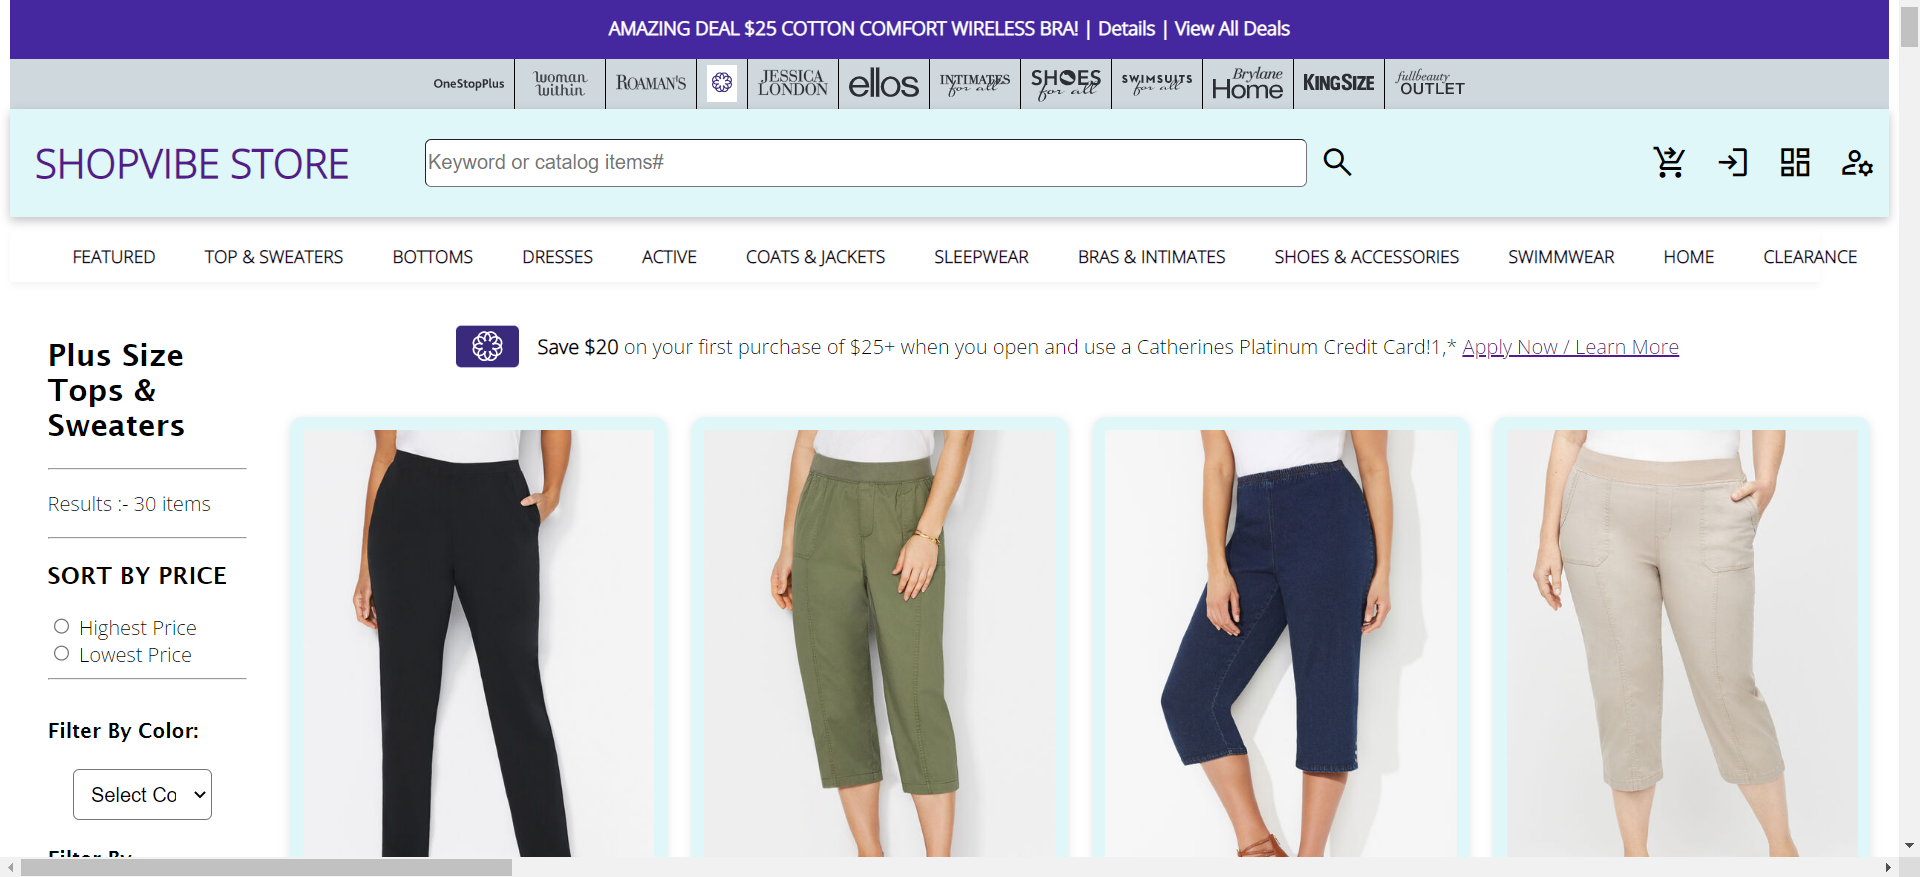 AMAZING DEAL $25 COTTON COMFORT WIRELESS BRA! | Details | View All Deals
OneStopPlus
woman within
ROAMAN'S
JESSICA LONDON
ellos
INTIMATES for all
SHOES for all
SWIMSUITS for all
Brylane Home
KINGSIZE
fullbeauty OUTLET
SHOPVIBE STORE
Keyword or catalog items#
FEATURED
TOP & SWEATERS
BOTTOMS
DRESSES
ACTIVE
COATS & JACKETS
SLEEPWEAR
BRAS & INTIMATES
SHOES & ACCESSORIES
SWIMMWEAR
HOME
CLEARANCE
Save $20 on your first purchase of $25+ when you open and use a Catherines Platinum Credit Card!1,* Apply Now / Learn More
Plus Size
Tops &
Sweaters
Results :- 30 items
SORT BY PRICE
Highest Price
Lowest Price
Filter By Color:
Select Co
Filter By